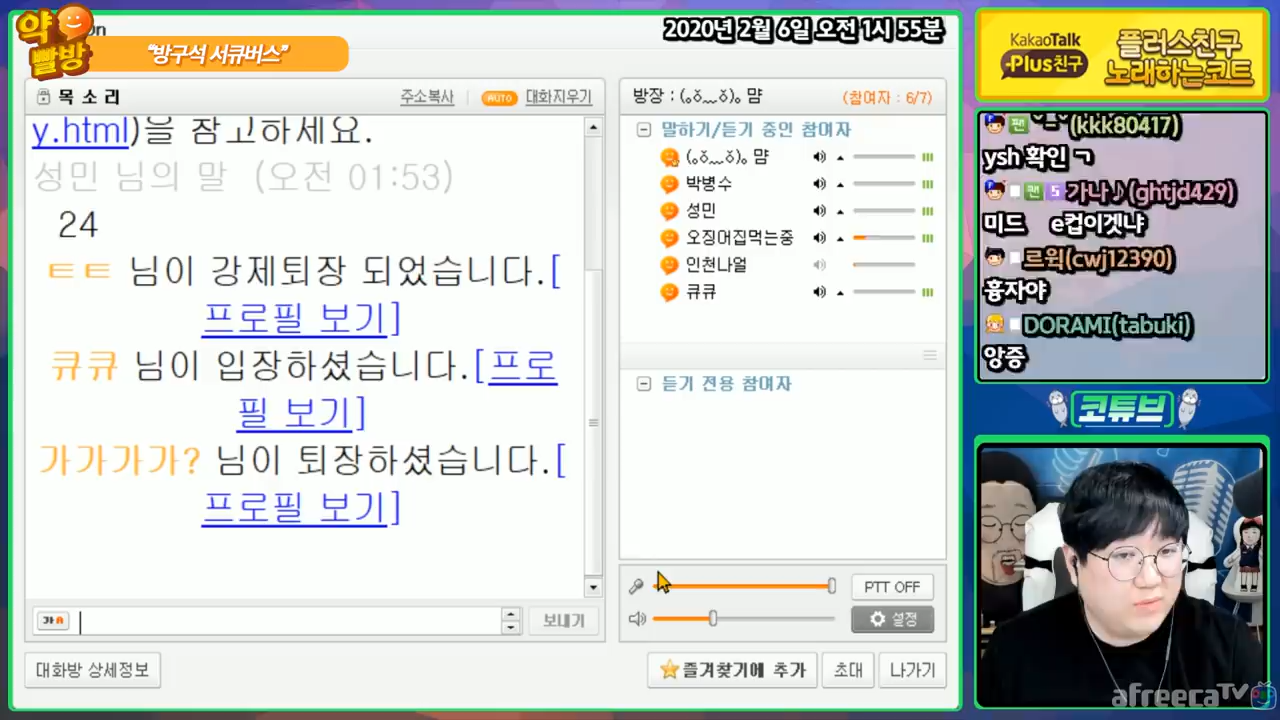 약
빨방
on
"방구석 서큐버스"
2020년 2월 6일 오전 1시 55분
목 소 리
주소복사
AUTO
대화지우기
y.html)을 잠고하세요.
성민 님의 말 (오전 01:53)
24
ㅌㅌ 님이 강제퇴장 되었습니다.[
프로필 보기]
큐큐 님이 입장하셨습니다.[프로
필 보기]
가가가가? 님이 퇴장하셨습니다.[
프로필 보기]
가A
보내기
대화방 상세정보
방장 : (｡ŏ﹏ŏ)｡ 먐
(참여자 : 6/7)
말하기/듣기 중인 참여자
(｡ŏ﹏ŏ)｡ 먐
박병수
성민
오징어집먹는중
인천나얼
큐큐
듣기 전용 참여자
PTT OFF
설정
즐겨찾기에 추가
초대
나가기
KakaoTalk
Plus친구
플러스친구
노래하는코트
팬
(kkk80417)
ysh 확인 ㄱ
팬 5 가나♪(ghtjd429)
미드 e컵이겟냐
르윅(cwj12390)
흉자야
DORAMI(tabuki)
앙증
코튜브
afreecaTV